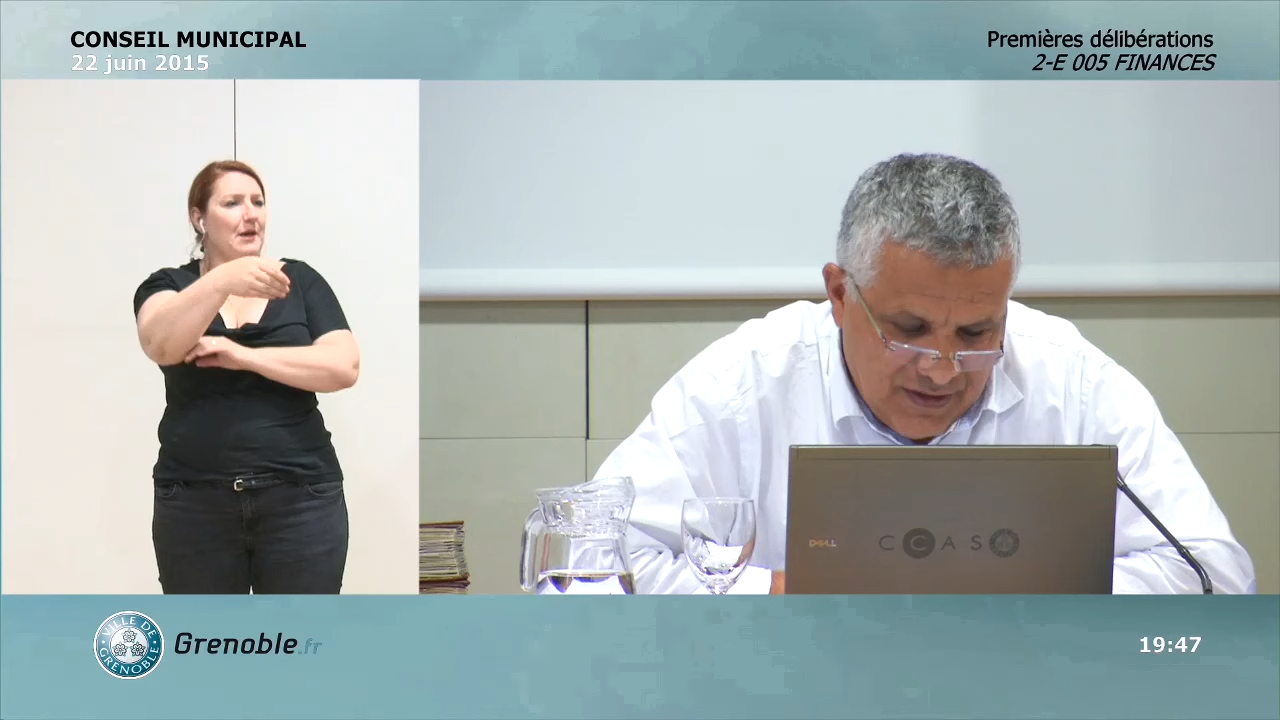 CONSEIL MUNICIPAL
22 juin 2015
Premières délibérations
2-E 005 FINANCES
DELL
CCAS
VILLE DE GRENOBLE
Grenoble.fr
19:47